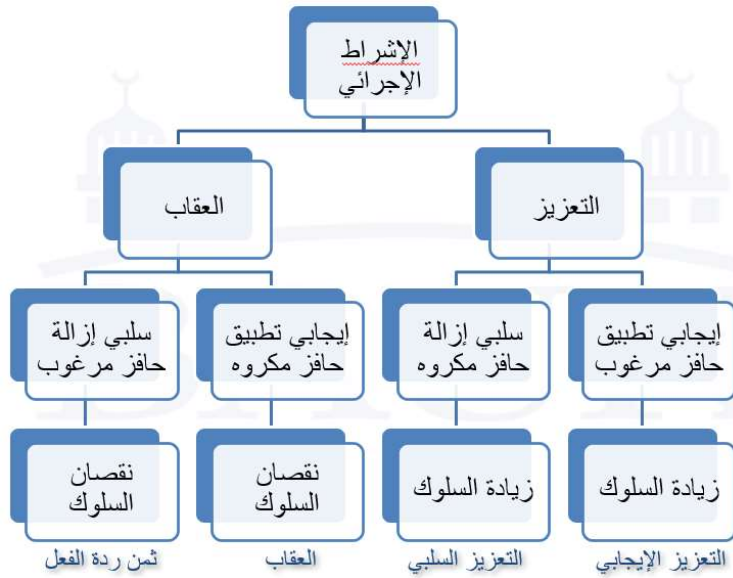 الإشراط
الإجرائي
التعزيز
العقاب
إيجابي تطبيق
حافز مرغوب
سلبي إزالة
حافز مكروه
إيجابي تطبيق
حافز مكروه
سلبي إزالة
حافز مرغوب
زيادة السلوك
زيادة السلوك
نقصان
السلوك
نقصان
السلوك
التعزيز الإيجابي
التعزيز السلبي
العقاب
ثمن ردة الفعل